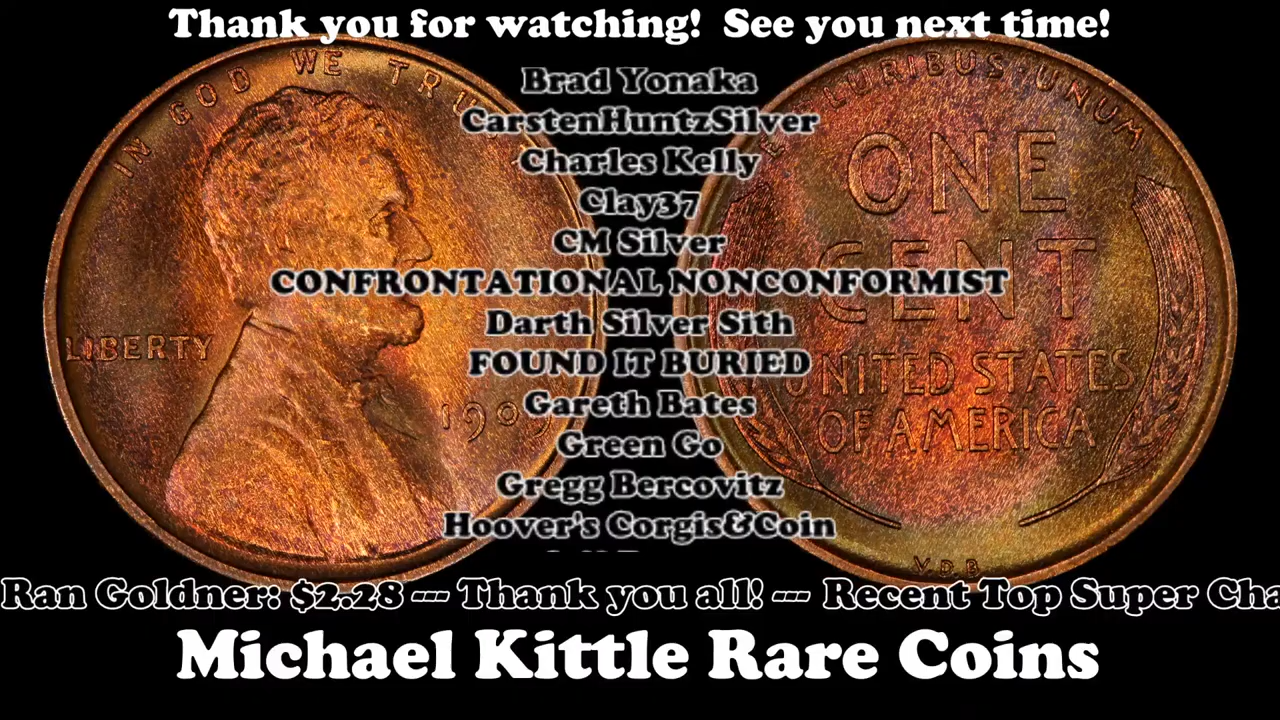 Thank you for watching! See you next time!
IN GOD WE TRU
LIBERTY
1909
Brad Yonaka
CarstenHuntzSilver
Charles Kelly
Clay37
CM Silver
CONFRONTATIONAL NONCONFORMIST
Darth Silver Sith
FOUND IT BURIED
Gareth Bates
Green Go
Gregg Bercovitz
Hoover's Corgis&Coin
E PLURIBUS UNUM
ONE
CENT
UNITED STATES
OF AMERICA
V.D.B.
Ran Goldner: $2.28 --- Thank you all! --- Recent Top Super Cha
Michael Kittle Rare Coins